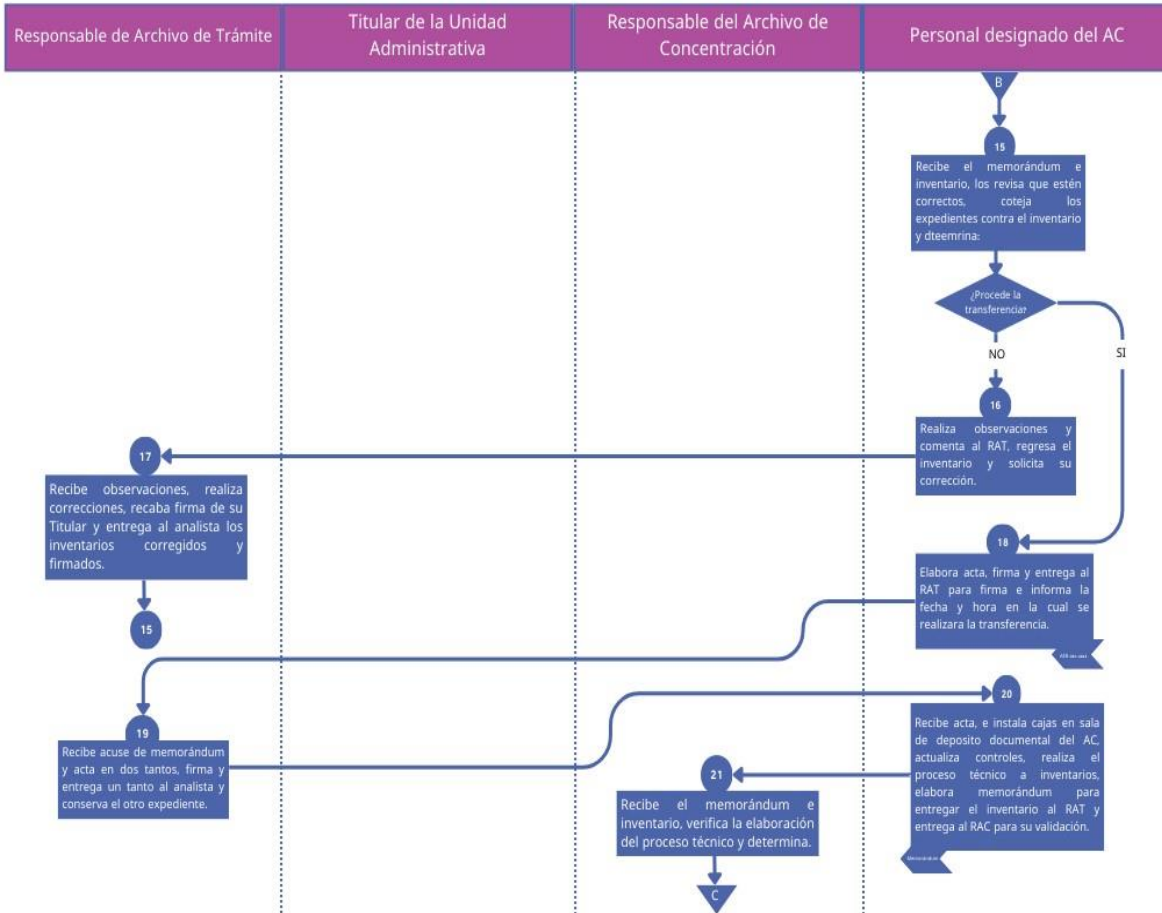 Responsable de Archivo de Trámite
Titular de la Unidad
Administrativa
Responsable del Archivo de
Concentración
Personal designado del AC
B
15
Recibe el memorándum e
inventario, los revisa que estén
correctos, coteja los
expedientes contra el inventario
y dteemrina:
¿Procede la
transferencia?
NO
SI
16
Realiza observaciones y
comenta al RAT, regresa el
inventario y solicita su
corrección.
17
Recibe observaciones, realiza
correcciones, recaba firma de su
Titular y entrega al analista los
inventarios corregidos y
firmados.
15
18
Elabora acta, firma y entrega al
RAT para firma e informa la
fecha y hora en la cual se
realizara la transferencia.
19
Recibe acuse de memorándum
y acta en dos tantos, firma y
entrega un tanto al analista y
conserva el otro expediente.
20
Recibe acta, e instala cajas en sala
de deposito documental del AC,
actualiza controles, realiza el
proceso técnico a inventarios,
elabora memorándum para
entregar el inventario al RAT y
entrega al RAC para su validación.
Memorándum
21
Recibe el memorándum e
inventario, verifica la elaboración
del proceso técnico y determina.
C